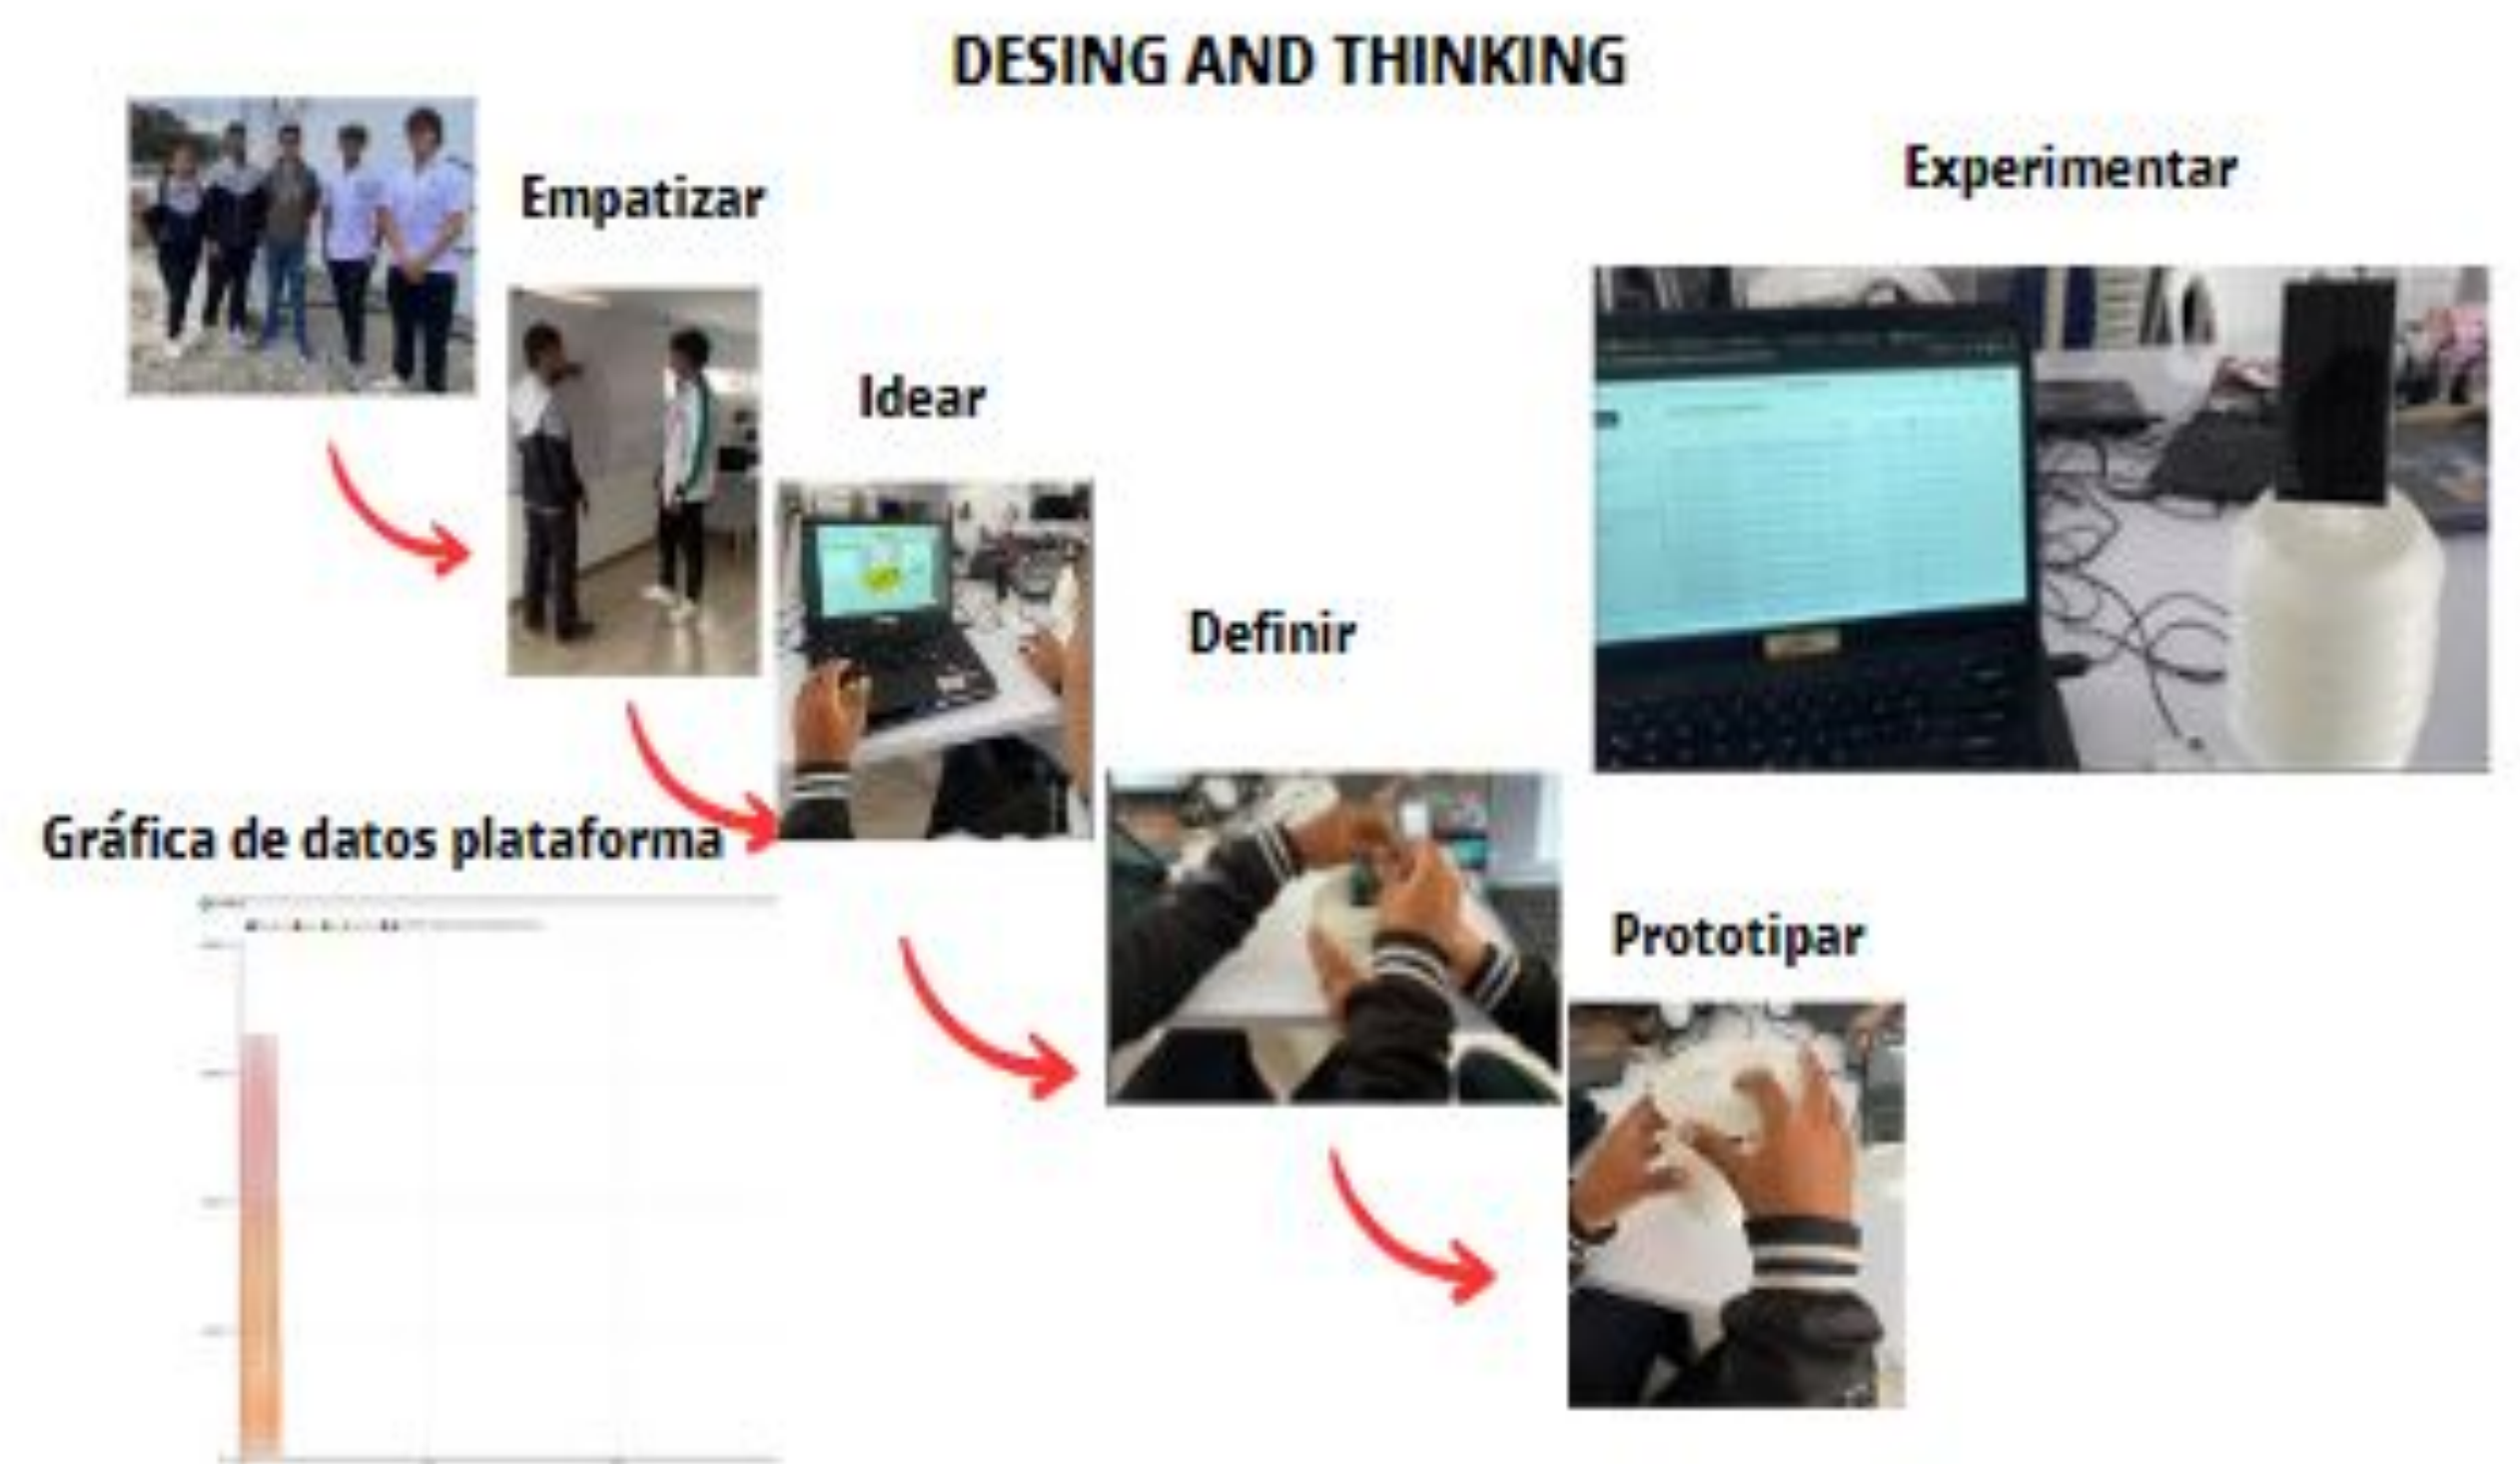 DESING AND THINKING
Empatizar
Experimentar
Idear
Definir
Gráfica de datos plataforma
Prototipar